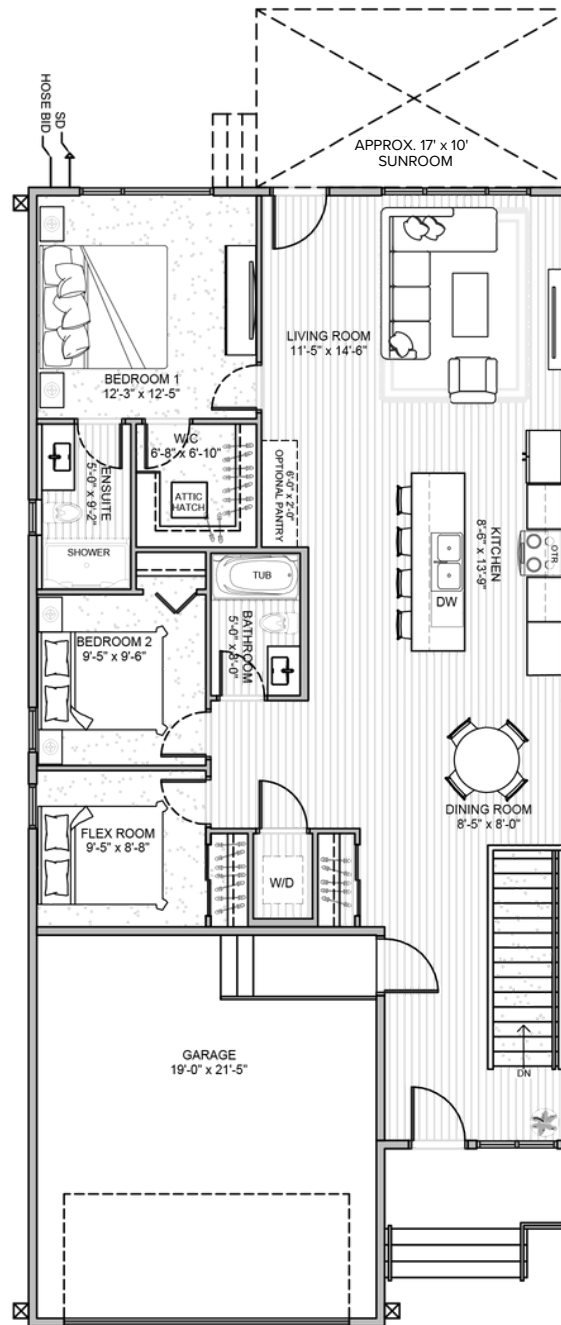 HOSE BID
SD
APPROX. 17' x 10'
SUNROOM
LIVING ROOM
11'-5" x 14'-6"
BEDROOM 1
12'-3" x 12'-5"
WIC
6'-8" x 6'-10"
ENSUITE
5'-0" x 9'-2"
ATTIC
HATCH
6'-0" x 2'-0"
OPTIONAL PANTRY
KITCHEN
8'-6" x 13'-9"
OTR
SHOWER
TUB
DW
BATHROOM
5'-0" x 8'-0"
BEDROOM 2
9'-5" x 9'-6"
DINING ROOM
8'-5" x 8'-0"
FLEX ROOM
9'-5" x 8'-8"
W/D
GARAGE
19'-0" x 21'-5"
DN